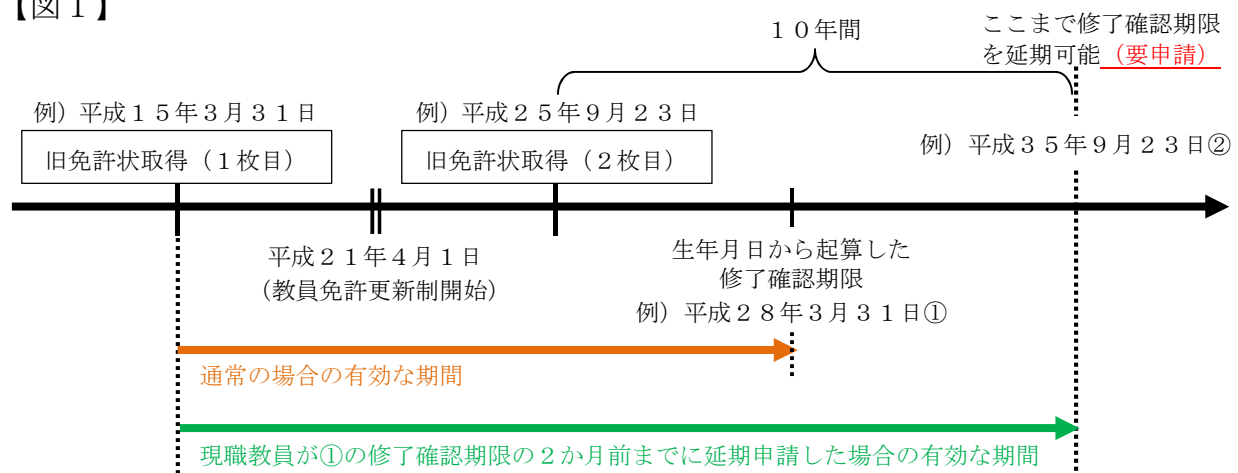 【図１】
１０年間
ここまで修了確認期限
を延期可能（要申請）
例）平成１５年３月３１日
例）平成２５年９月２３日
例）平成３５年９月２３日②
旧免許状取得（１枚目）
旧免許状取得（２枚目）
平成２１年４月１日
（教員免許更新制開始）
生年月日から起算した
修了確認期限
例）平成２８年３月３１日①
通常の場合の有効な期間
現職教員が①の修了確認期限の２か月前までに延期申請した場合の有効な期間